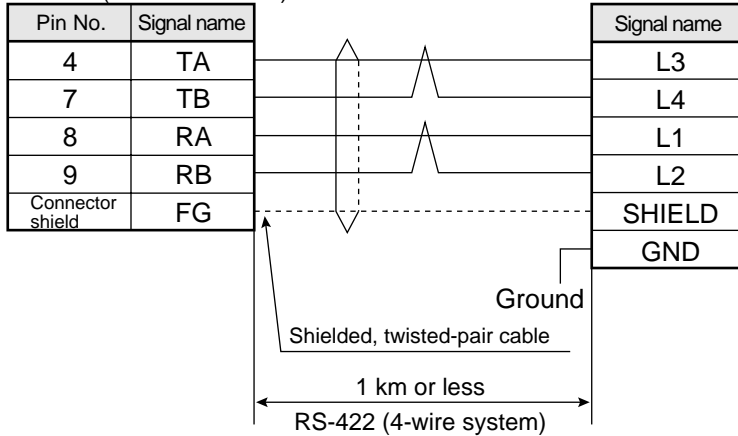 Pin No. Signal name Signal name
4 TA L3
7 TB L4
8 RA L1
9 RB L2
Connector shield FG SHIELD
GND
Ground
Shielded, twisted-pair cable
1 km or less
RS-422 (4-wire system)